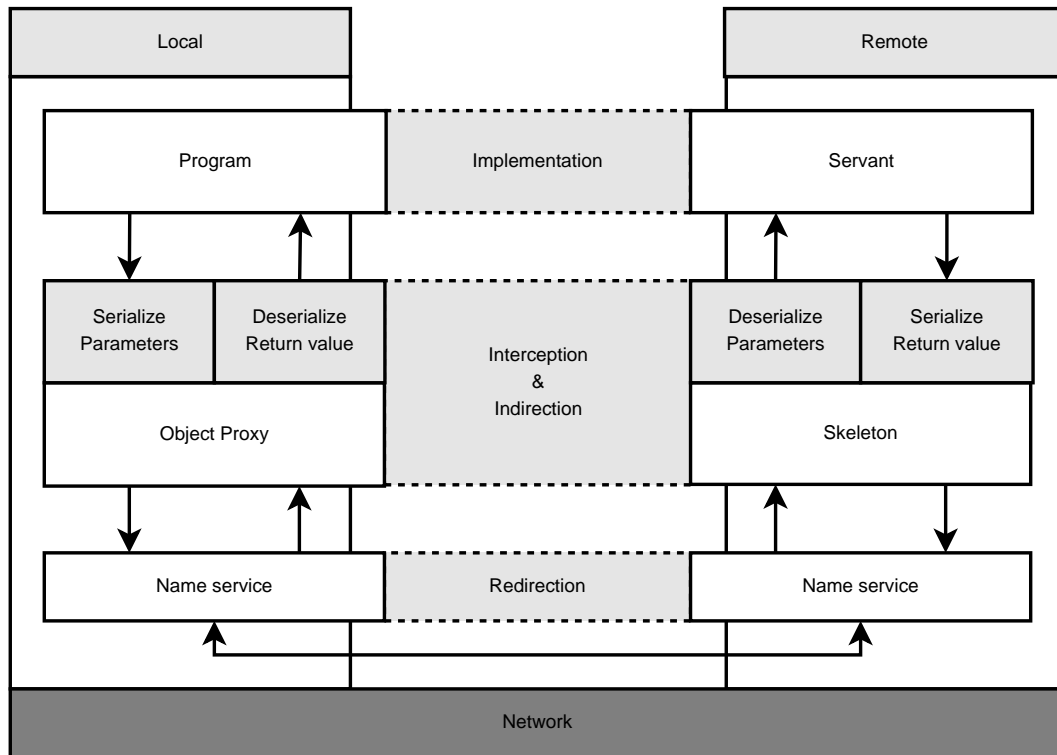 Local
Remote
Program
Implementation
Servant
Serialize
Parameters
Deserialize
Return value
Interception
&
Indirection
Deserialize
Parameters
Serialize
Return value
Object Proxy
Skeleton
Name service
Redirection
Name service
Network